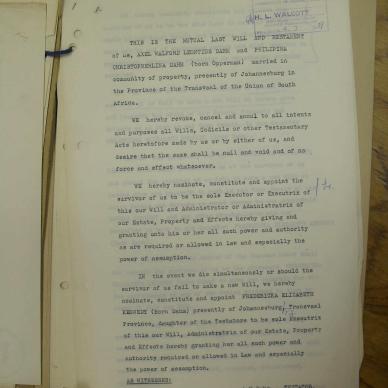 H. L. WALCOTT
THIS IS THE MUTUAL LAST WILL AND TESTAMENT
of us, AXEL WALFORD LEONTIUS DAHM and PHILIPINA
CHRISTOPHEMLINA DAHM (born Opperman) married in
community of property, presently of Johannesburg in
the Province of the Transvaal of the Union of South
Africa.
WE hereby revoke, cancel and annul to all intents
and purposes all Wills, Codicils or other Testamentary
Acts heretofore made by us or by either of us, and
desire that the same shall be null and void and of no
force and effect whatsoever.
WE hereby nominate, constitute and appoint the
survivor of us to be the sole Executor or Executrix of
this our Will and Administrator or Administratrix of
our Estate, Property and Effects hereby giving and
granting unto his or her all such power and authority
as are required or allowed in law and especially the
power of assumption.
IN the event we die simultaneously or should the
survivor of us fail to make a new Will, we hereby
nominate, constitute and appoint FREDERICKA ELIZABETH
KENNEDY (born Dahm) presently of Johannesburg, Transvaal
Province, daughter of the Testators to be sole Executrix
of this our Will, Administratrix of our Estate, Property
and Effects hereby granting her all such power and
authority required or allowed in law and especially
the power of assumption.
AS WITNESSES: